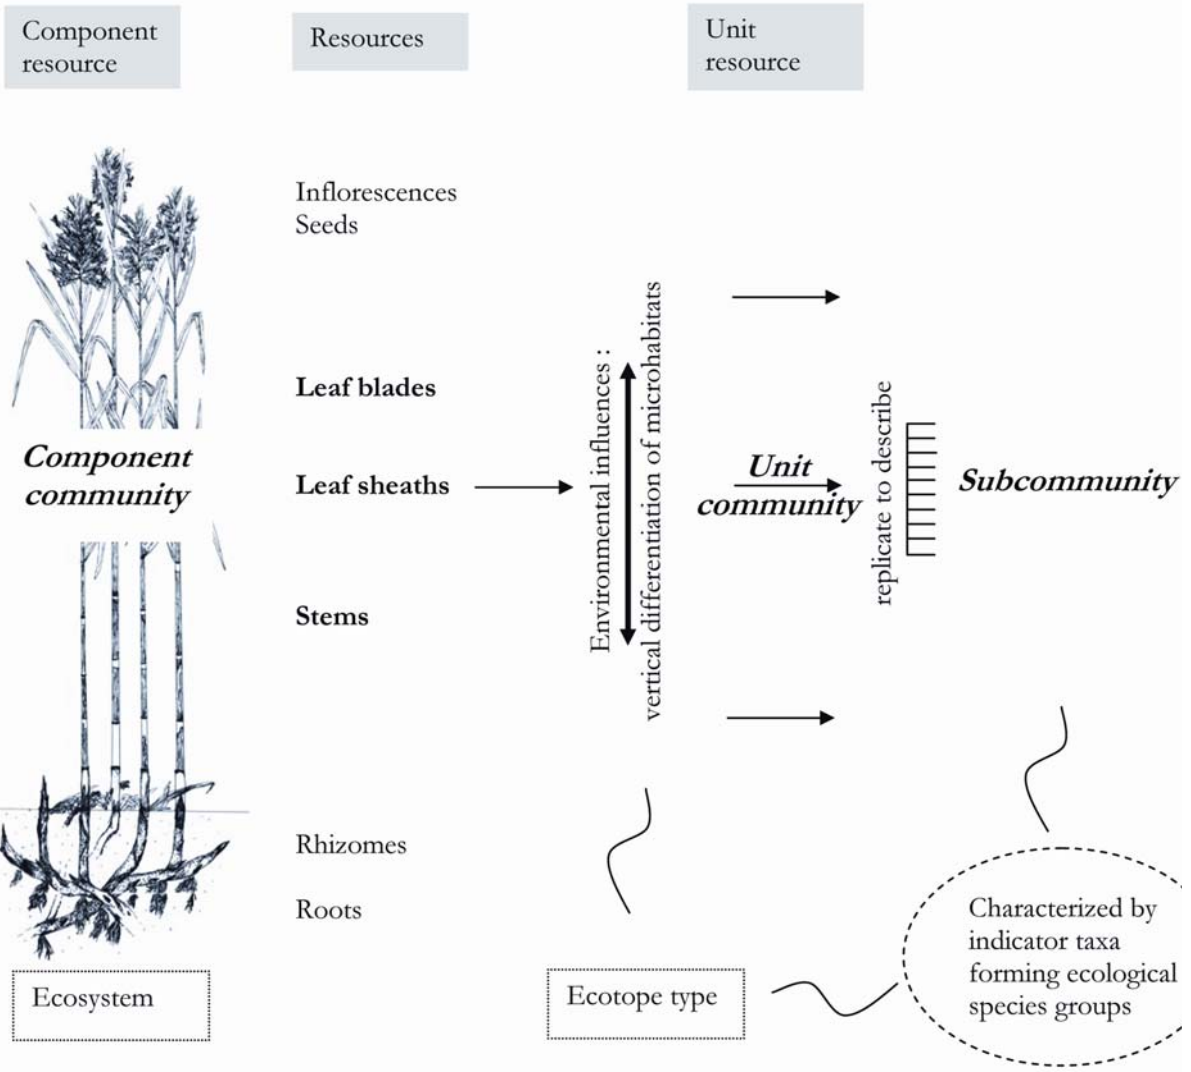 Component
resource
Resources
Unit
resource
Inflorescences
Seeds
Leaf blades
Component
community
Leaf sheaths
Stems
Rhizomes
Roots
Environmental influences :
vertical differentiation of microhabitats
Unit
community
replicate to describe
Subcommunity
Ecosystem
Ecotope type
Characterized by
indicator taxa
forming ecological
species groups